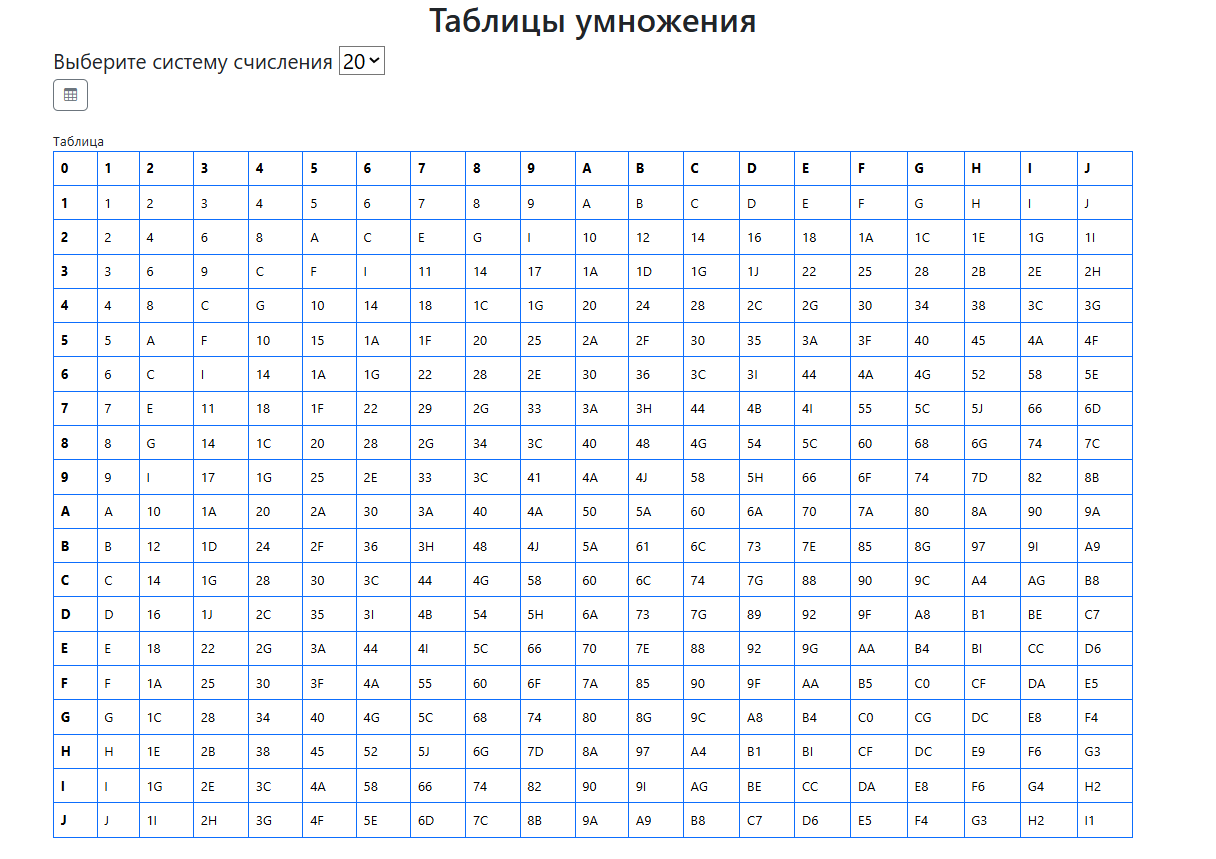 Таблицы умножения
Выберите систему счисления 20
Таблица
0 1 2 3 4 5 6 7 8 9 A B C D E F G H I J
1 1 2 3 4 5 6 7 8 9 A B C D E F G H I J
2 2 4 6 8 A C E G I 10 12 14 16 18 1A 1C 1E 1G 1I
3 3 6 9 C F I 11 14 17 1A 1D 1G 1J 22 25 28 2B 2E 2H
4 4 8 C G 10 14 18 1C 1G 20 24 28 2C 2G 30 34 38 3C 3G
5 5 A F 10 15 1A 1F 20 25 2A 2F 30 35 3A 3F 40 45 4A 4F
6 6 C I 14 1A 1G 22 28 2E 30 36 3C 3I 44 4A 4G 52 58 5E
7 7 E 11 18 1F 22 29 2G 33 3A 3H 44 4B 4I 55 5C 5J 66 6D
8 8 G 14 1C 20 28 2G 34 3C 40 48 4G 54 5C 60 68 6G 74 7C
9 9 I 17 1G 25 2E 33 3C 41 4A 4J 58 5H 66 6F 74 7D 82 8B
A A 10 1A 20 2A 30 3A 40 4A 50 5A 60 6A 70 7A 80 8A 90 9A
B B 12 1D 24 2F 36 3H 48 4J 5A 61 6C 73 7E 85 8G 97 9I A9
C C 14 1G 28 30 3C 44 4G 58 60 6C 74 7G 88 90 9C A4 AG B8
D D 16 1J 2C 35 3I 4B 54 5H 6A 73 7G 89 92 9F A8 B1 BE C7
E E 18 22 2G 3A 44 4I 5C 66 70 7E 88 92 9G AA B4 BI CC D6
F F 1A 25 30 3F 4A 55 60 6F 7A 85 90 9F AA B5 C0 CF DA E5
G G 1C 28 34 40 4G 5C 68 74 80 8G 9C A8 B4 C0 CG DC E8 F4
H H 1E 2B 38 45 52 5J 6G 7D 8A 97 A4 B1 BI CF DC E9 F6 G3
I I 1G 2E 3C 4A 58 66 74 82 90 9I AG BE CC DA E8 F6 G4 H2
J J 1I 2H 3G 4F 5E 6D 7C 8B 9A A9 B8 C7 D6 E5 F4 G3 H2 I1